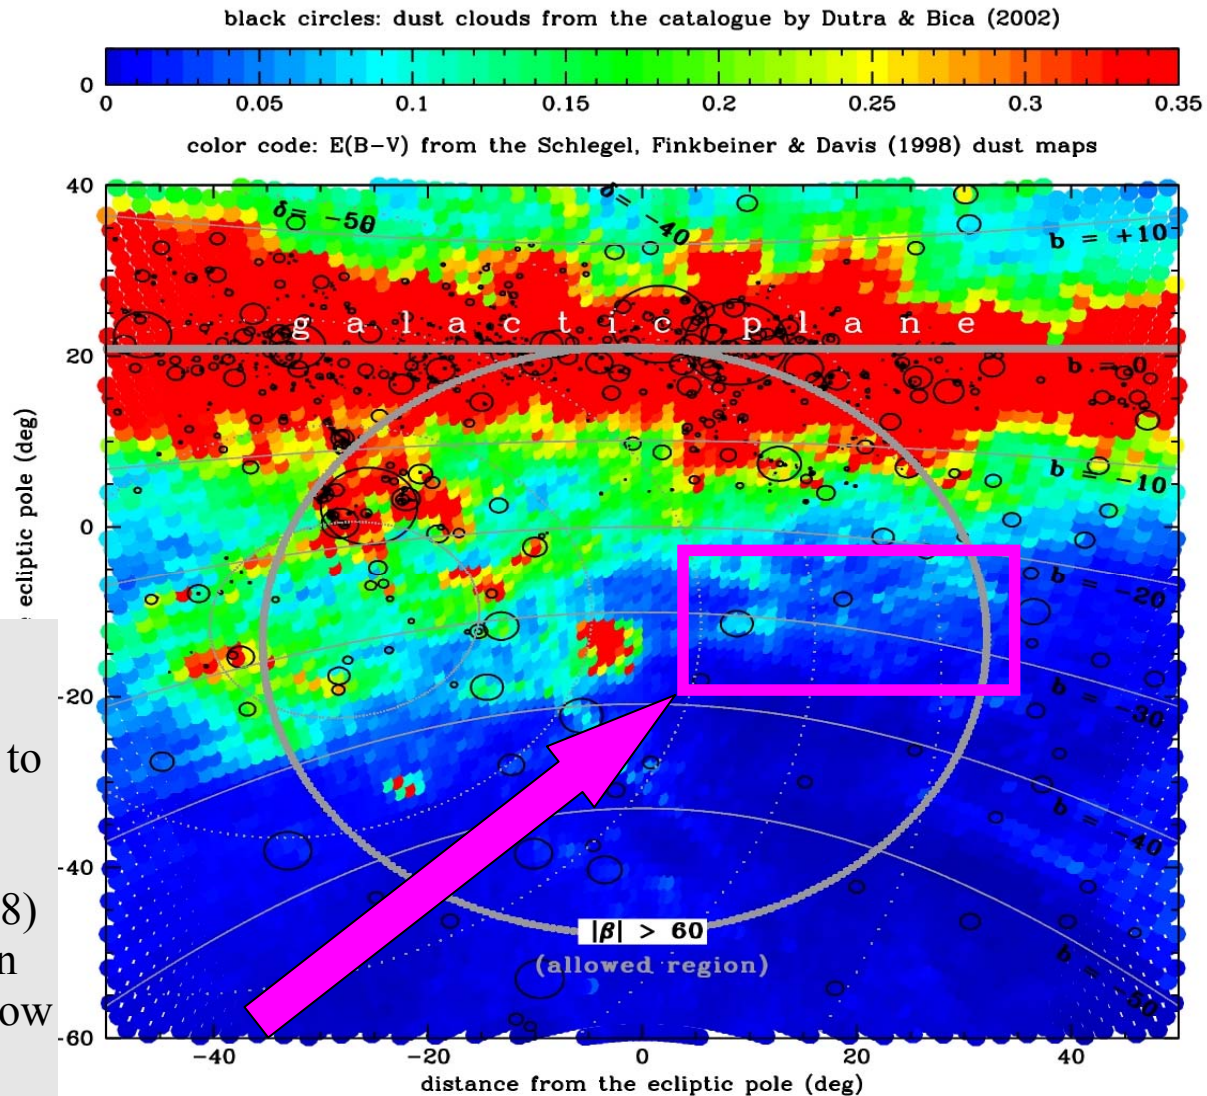 black circles: dust clouds from the catalogue by Dutra & Bica (2002)
0
0 0.05 0.1 0.15 0.2 0.25 0.3 0.35
color code: E(B-V) from the Schlegel, Finkbeiner & Davis (1998) dust maps
40
δ= -50
δ= -40
b = +10
galactic plane
20
b = 0
b = -10
0
b = -20
-20
b = -30
b = -40
-40
|β| > 60
(allowed region)
b = -50
-60
-40 -20 0 20 40
distance from the ecliptic pole (deg)
ecliptic pole (deg)
to
8)
n
ow